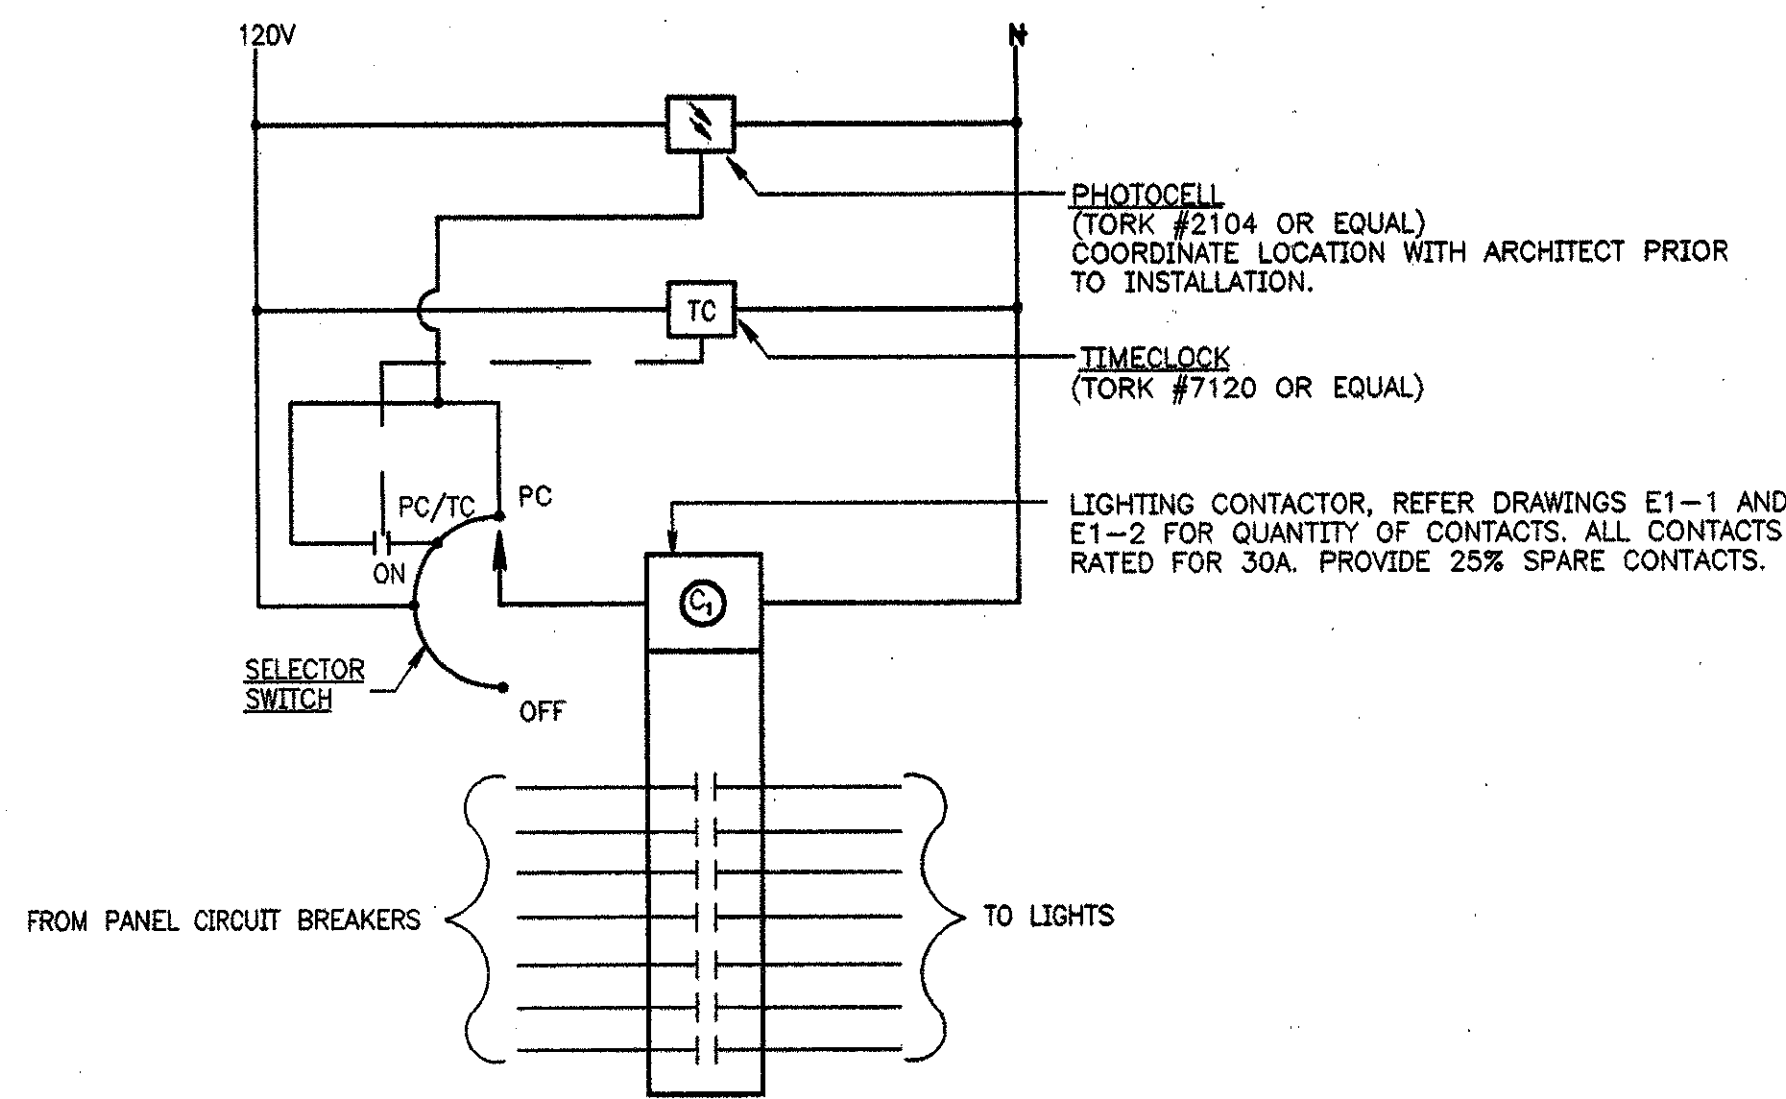 120V
N
PHOTOCELL
(TORK #2104 OR EQUAL)
COORDINATE LOCATION WITH ARCHITECT PRIOR
TO INSTALLATION.
TC
TIMECLOCK
(TORK #7120 OR EQUAL)
PC/TC
PC
LIGHTING CONTACTOR, REFER DRAWINGS E1-1 AND
E1-2 FOR QUANTITY OF CONTACTS. ALL CONTACTS
RATED FOR 30A. PROVIDE 25% SPARE CONTACTS.
ON
C1
SELECTOR
SWITCH
OFF
FROM PANEL CIRCUIT BREAKERS
TO LIGHTS